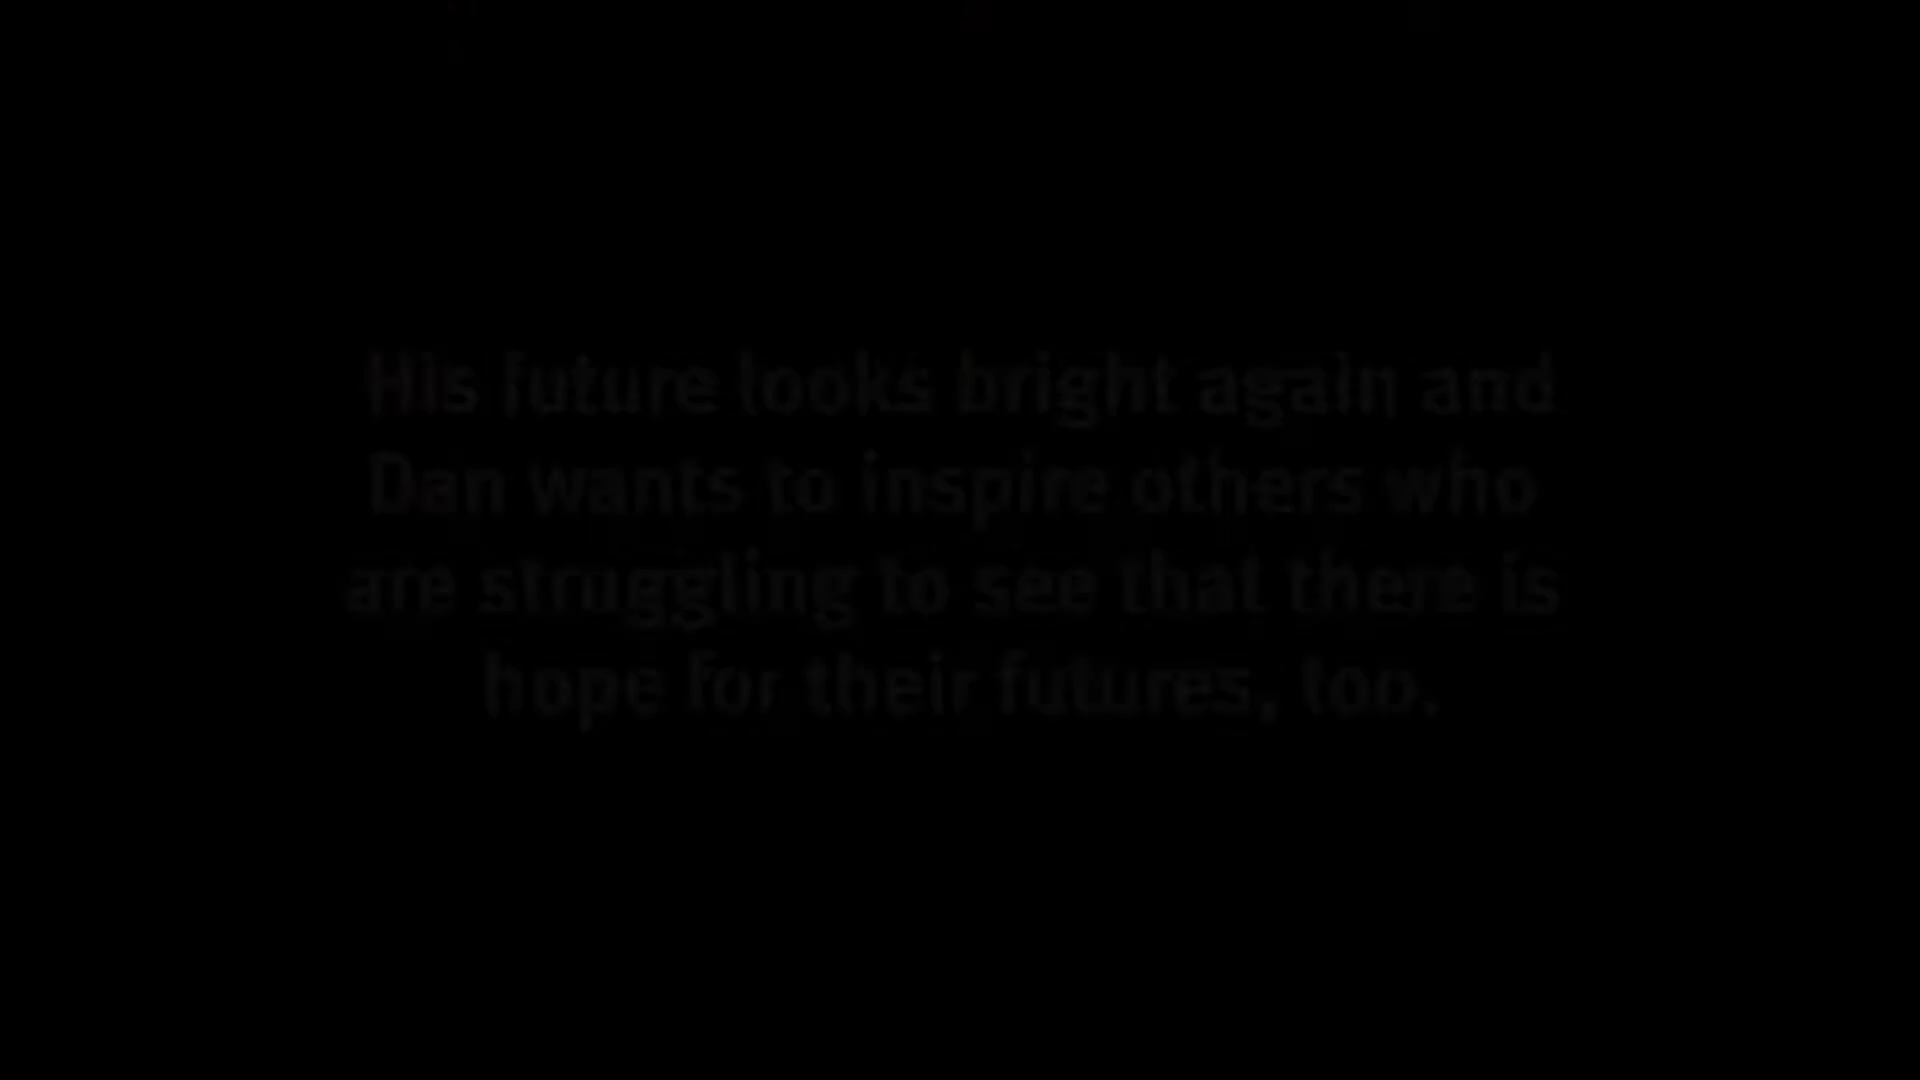 His future looks bright again and
Dan wants to inspire others who
are struggling to see that there is
hope for their futures, too.